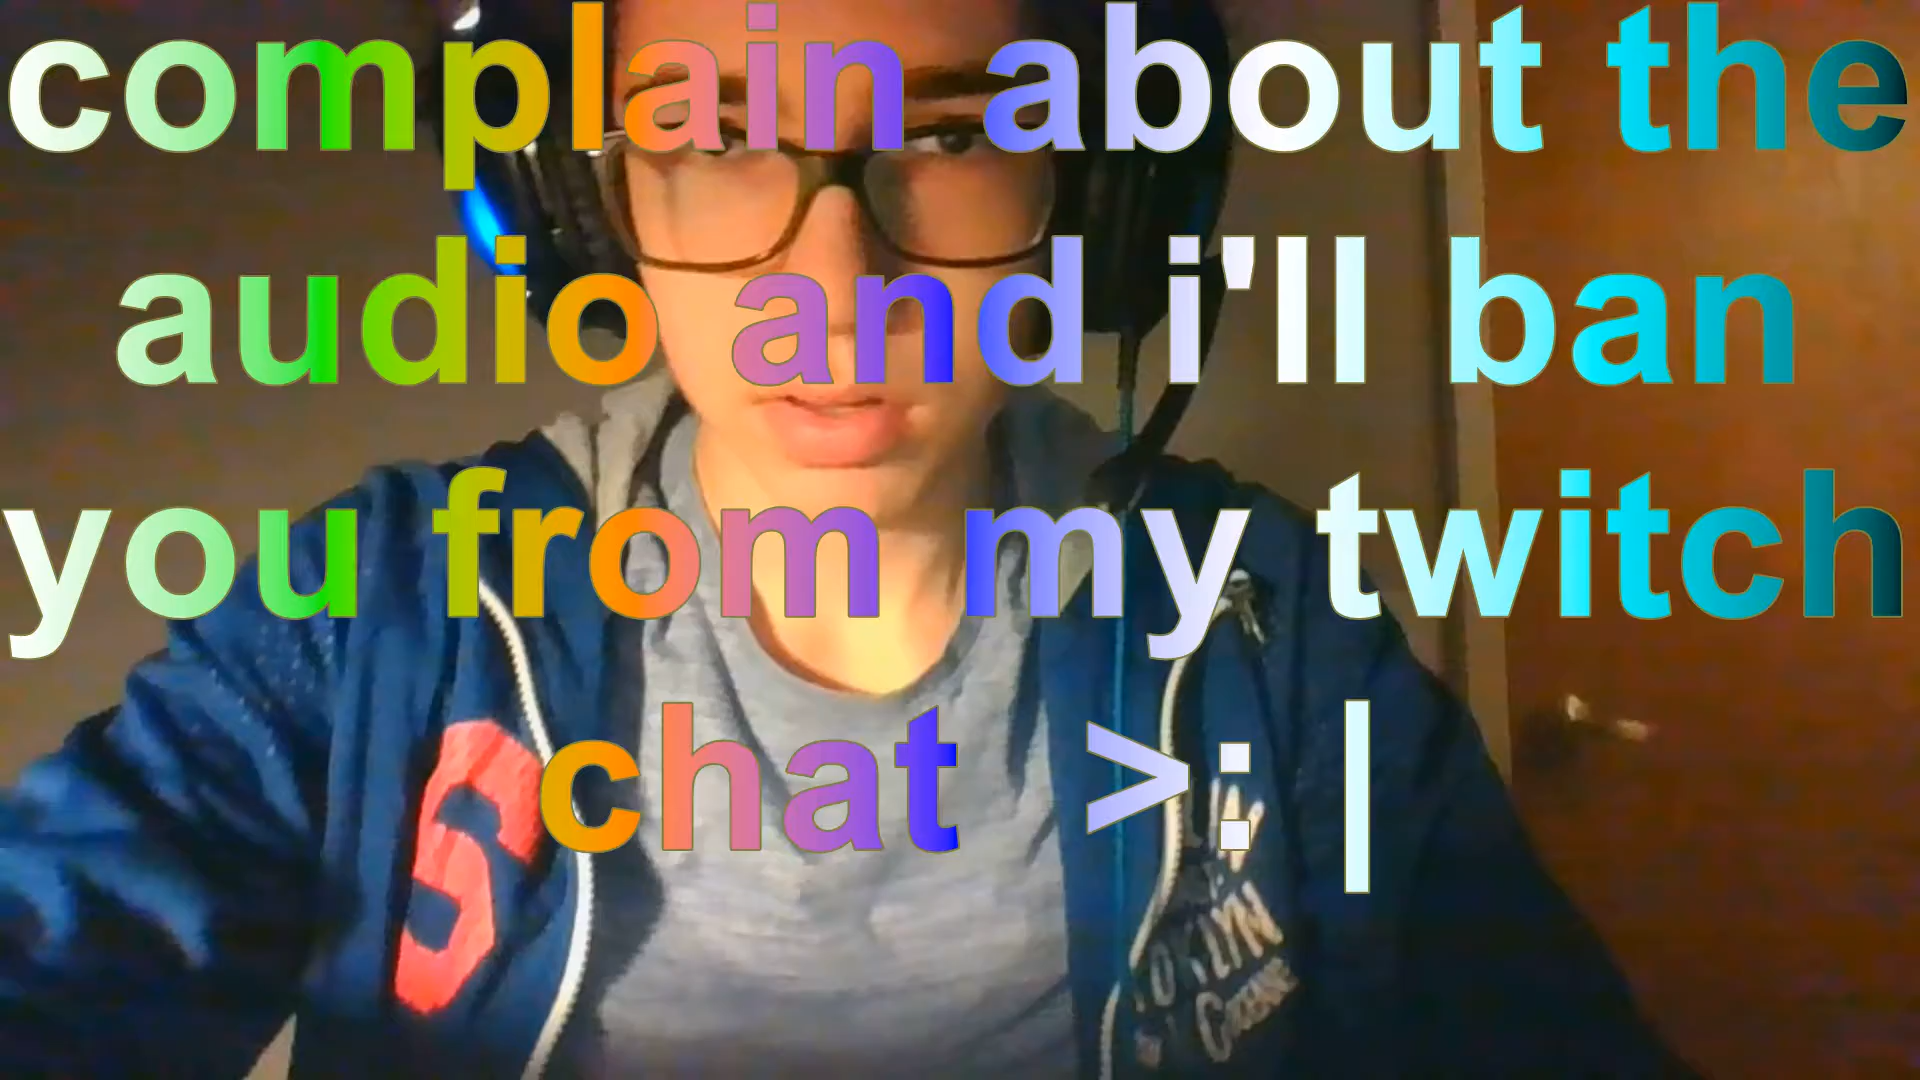 complain about the
audio and i'll ban
you from my twitch
chat >: |
S